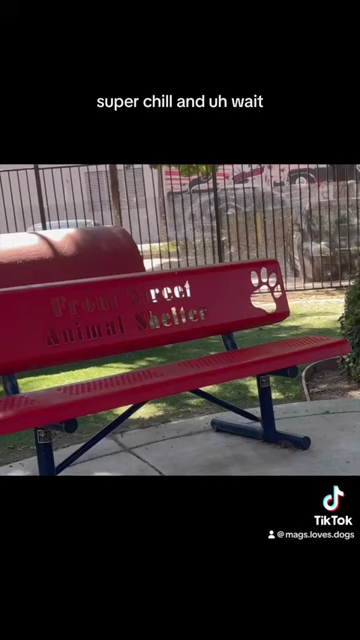 super chill and uh wait
Front Street
Animal Shelter
TikTok
@mags.loves.dogs